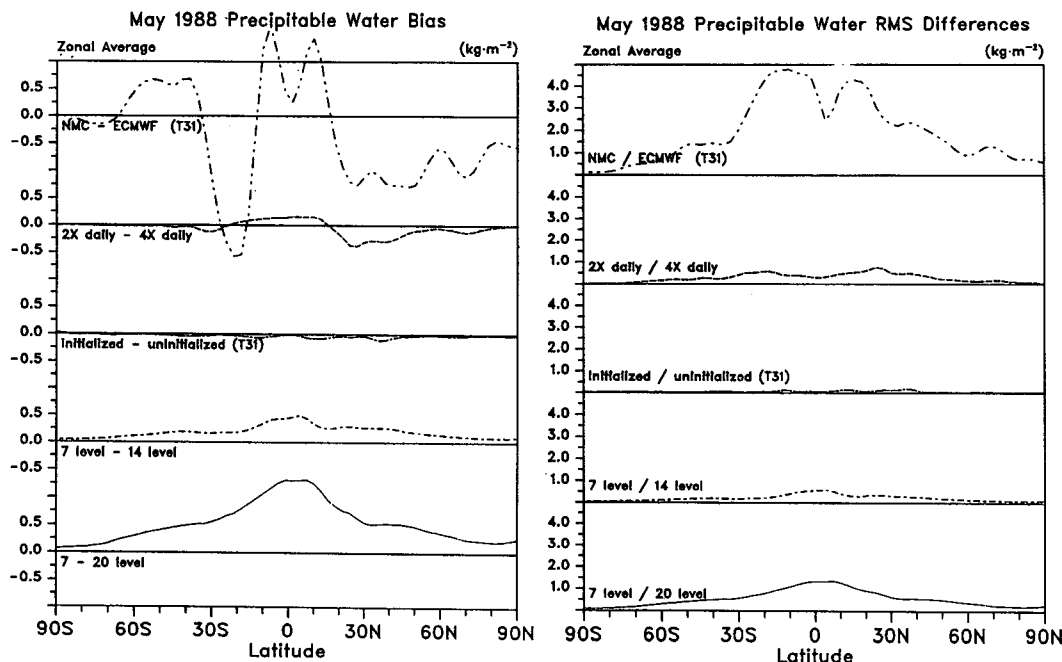 May 1988 Precipitable Water Bias
Zonal Average (kg·m⁻²)
0.5
0.0
NMC - ECMWF (T31)
-0.5
0.5
0.0
2X daily - 4X daily
-0.5
0.5
0.0
Initialized - uninitialized (T31)
-0.5
0.5
0.0
7 level - 14 level
-0.5
0.5
0.0
7 - 20 level
-0.5
90S 60S 30S 0 30N 60N 90N
Latitude
May 1988 Precipitable Water RMS Differences
Zonal Average (kg·m⁻²)
4.0
3.0
2.0
1.0
NMC / ECMWF (T31)
4.0
3.0
2.0
1.0
2X daily / 4X daily
4.0
3.0
2.0
1.0
Initialized / uninitialized (T31)
4.0
3.0
2.0
1.0
7 level / 14 level
4.0
3.0
2.0
1.0
7 level / 20 level
90S 60S 30S 0 30N 60N 90N
Latitude